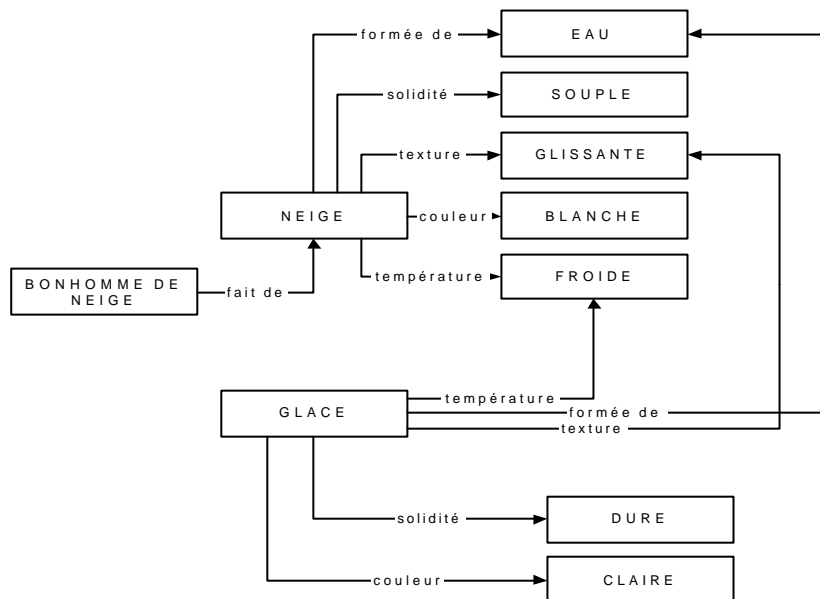 formée de
EAU
solidité
SOUPLE
texture
GLISSANTE
NEIGE
couleur
BLANCHE
température
FROIDE
BONHOMME DE
NEIGE
fait de
température
GLACE
formée de
texture
solidité
DURE
couleur
CLAIRE